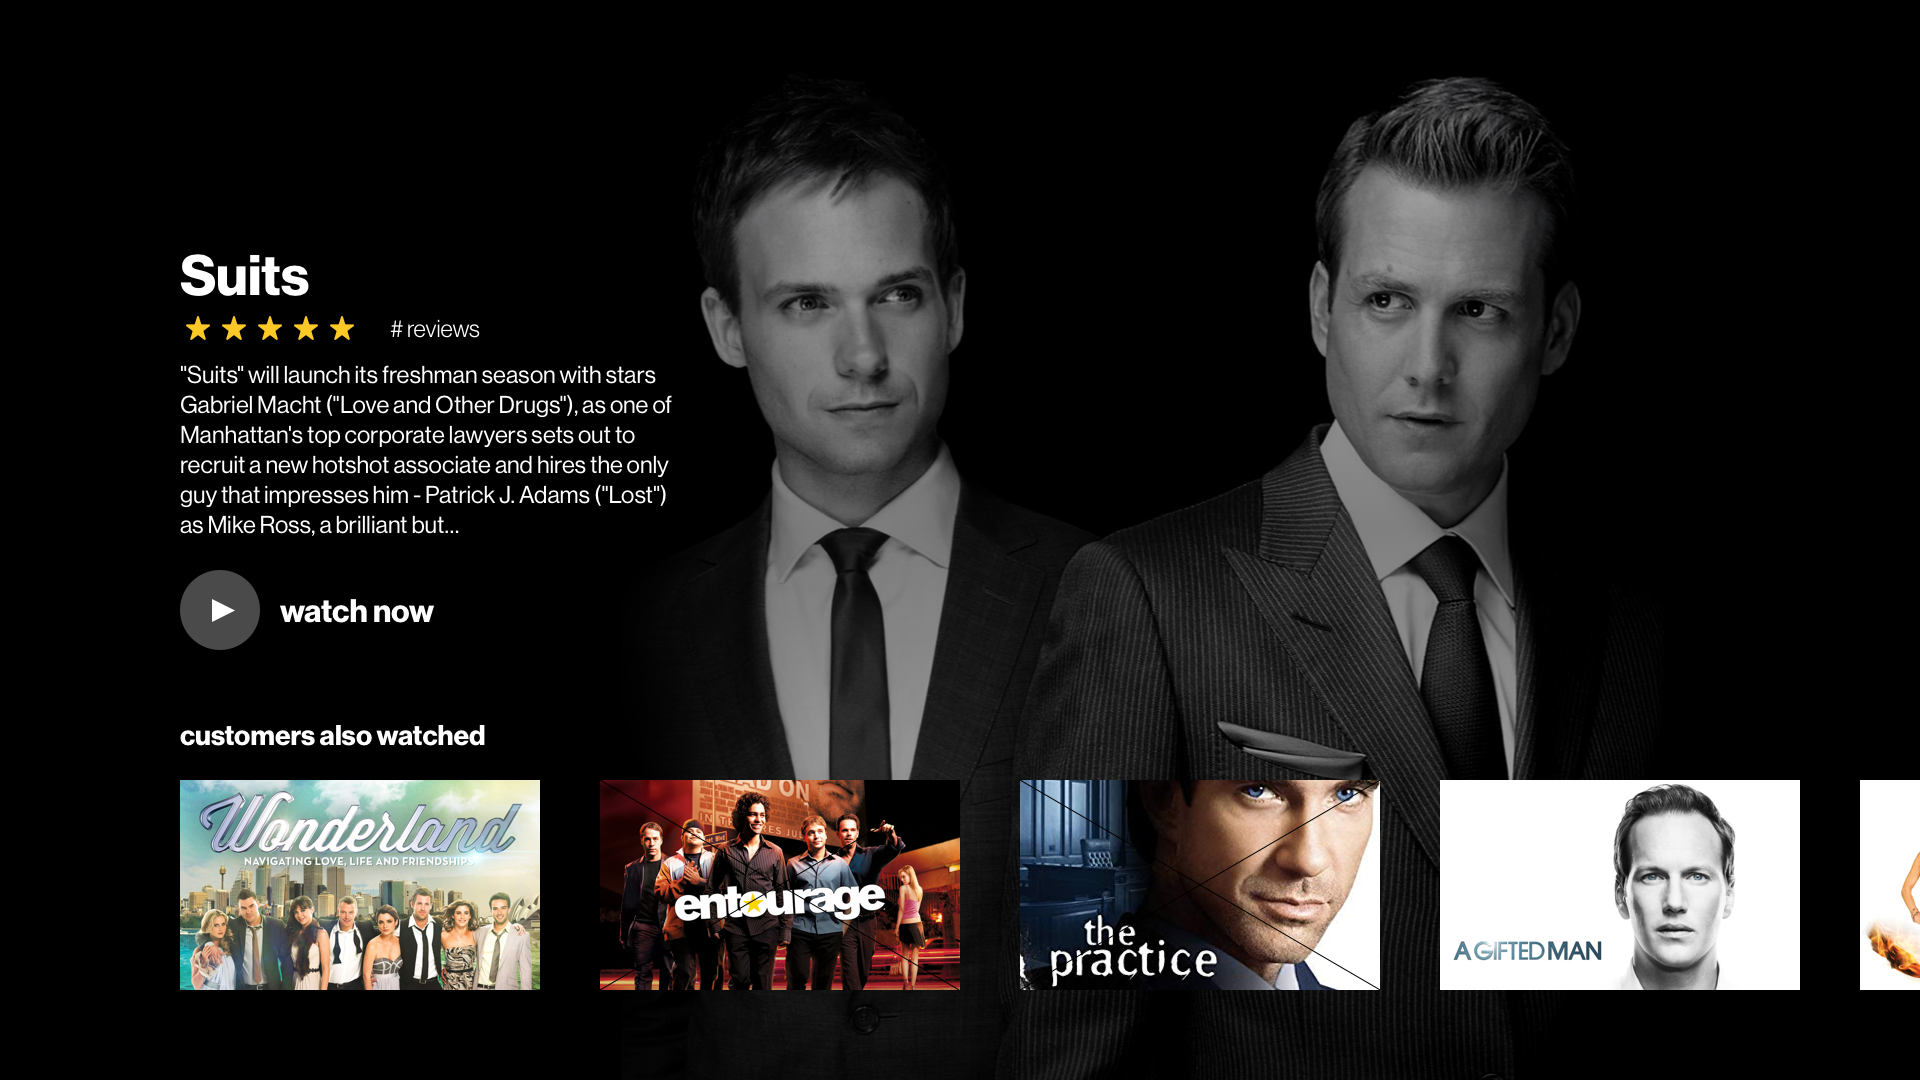 Suits
# reviews
"Suits" will launch its freshman season with stars
Gabriel Macht ("Love and Other Drugs"), as one of
Manhattan's top corporate lawyers sets out to
recruit a new hotshot associate and hires the only
guy that impresses him - Patrick J. Adams ("Lost")
as Mike Ross, a brilliant but...
watch now
customers also watched
Wonderland
NAVIGATING LOVE, LIFE AND FRIENDSHIPS
ON
entourage
the
practice
A GIFTED MAN